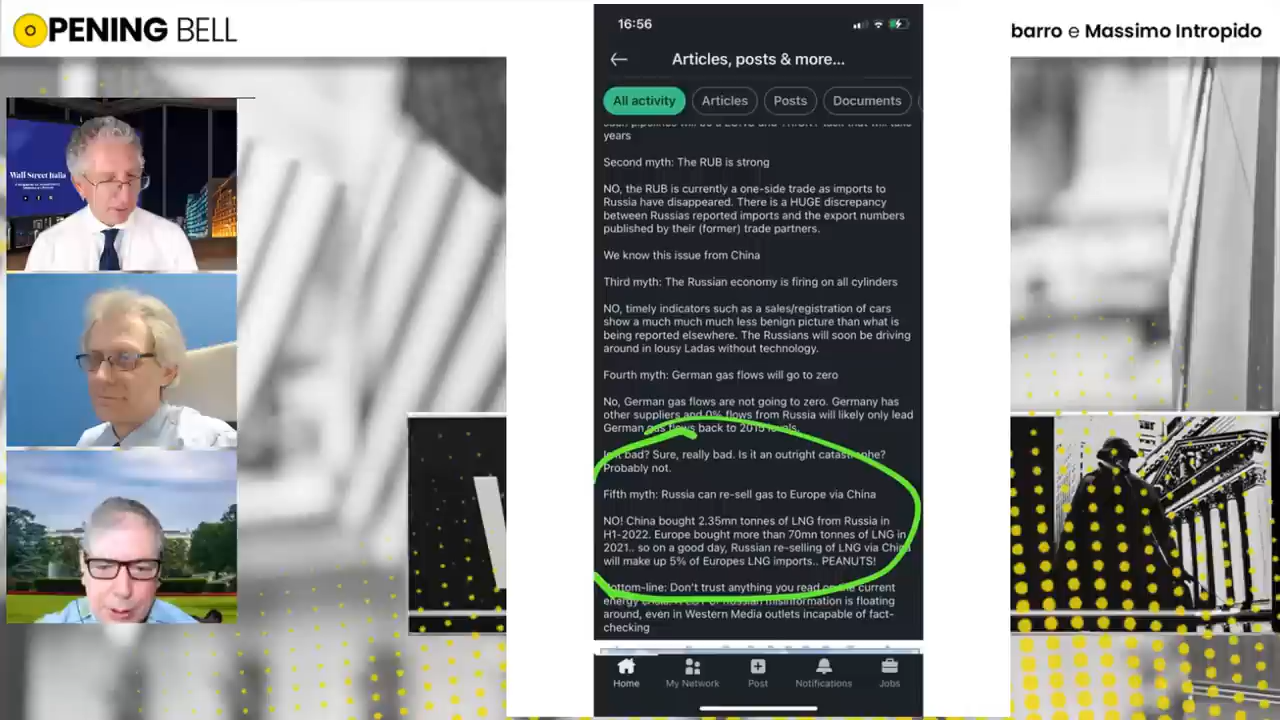 OPENING BELL
barro e Massimo Intropido
Wall Street Italia
16:56
Articles, posts & more...
All activity
Articles
Posts
Documents
years
Second myth: The RUB is strong
NO, the RUB is currently a one-side trade as imports to
Russia have disappeared. There is a HUGE discrepancy
between Russias reported imports and the export numbers
published by their (former) trade partners.
We know this issue from China
Third myth: The Russian economy is firing on all cylinders
NO, timely indicators such as a sales/registration of cars
show a much much much less benign picture than what is
being reported elsewhere. The Russians will soon be driving
around in lousy Ladas without technology.
Fourth myth: German gas flows will go to zero
No, German gas flows are not going to zero. Germany has
other suppliers and 0% flows from Russia will likely only lead
German gas flows back to 2015 levels.
Is it bad? Sure, really bad. Is it an outright catastrophe?
Probably not.
Fifth myth: Russia can re-sell gas to Europe via China
NO! China bought 2.35mn tonnes of LNG from Russia in
H1-2022. Europe bought more than 70mn tonnes of LNG in
2021.. so on a good day, Russian re-selling of LNG via China
will make up 5% of Europes LNG imports.. PEANUTS!
Bottom-line: Don't trust anything you read on the current
energy crisis. A LOT of Russian misinformation is floating
around, even in Western Media outlets incapable of fact-
checking
Home
My Network
Post
Notifications
Jobs